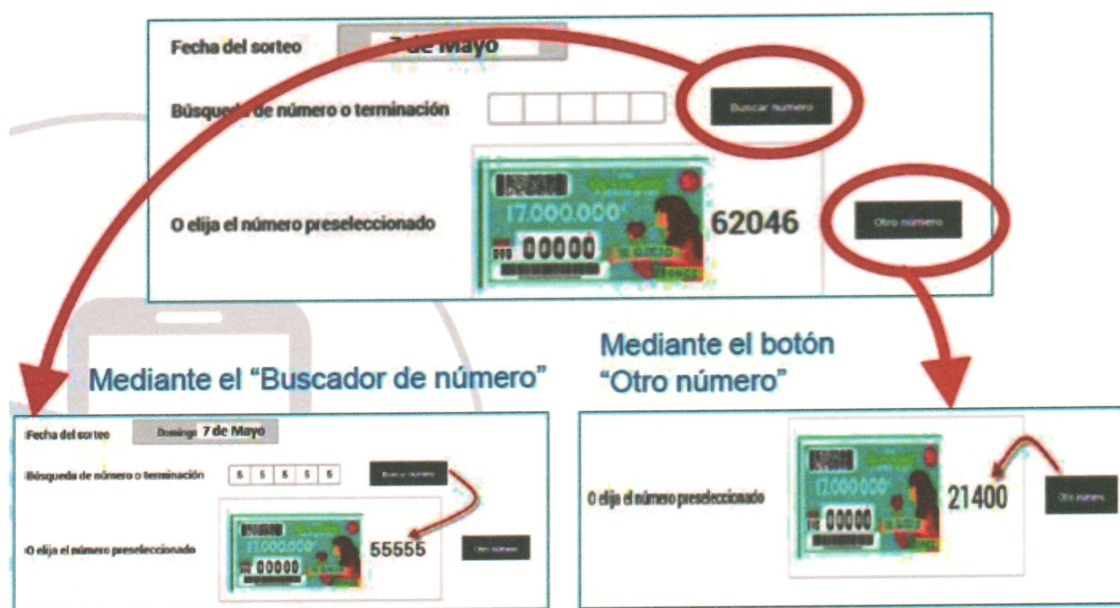 Fecha del sorteo 7 de Mayo
Búsqueda de número o terminación Buscar número
17.000.000
00000
O elija el número preseleccionado 62046 Otro número
Mediante el “Buscador de número”
Fecha del sorteo Domingo 7 de Mayo
Búsqueda de número o terminación 5 5 5 5 5 Buscar número
17.000.000
00000
O elija el número preseleccionado 55555 Otro número
Mediante el botón
“Otro número”
17.000.000
O elija el número preseleccionado 21400 Otro número
00000